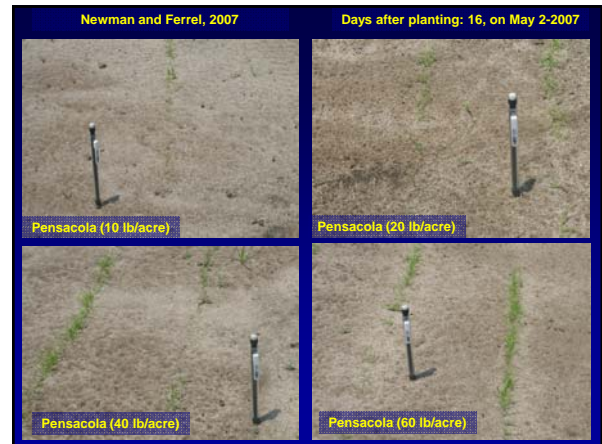 Newman and Ferrel, 2007
Days after planting: 16, on May 2-2007
Pensacola (10 lb/acre)
Pensacola (20 lb/acre)
Pensacola (40 lb/acre)
Pensacola (60 lb/acre)